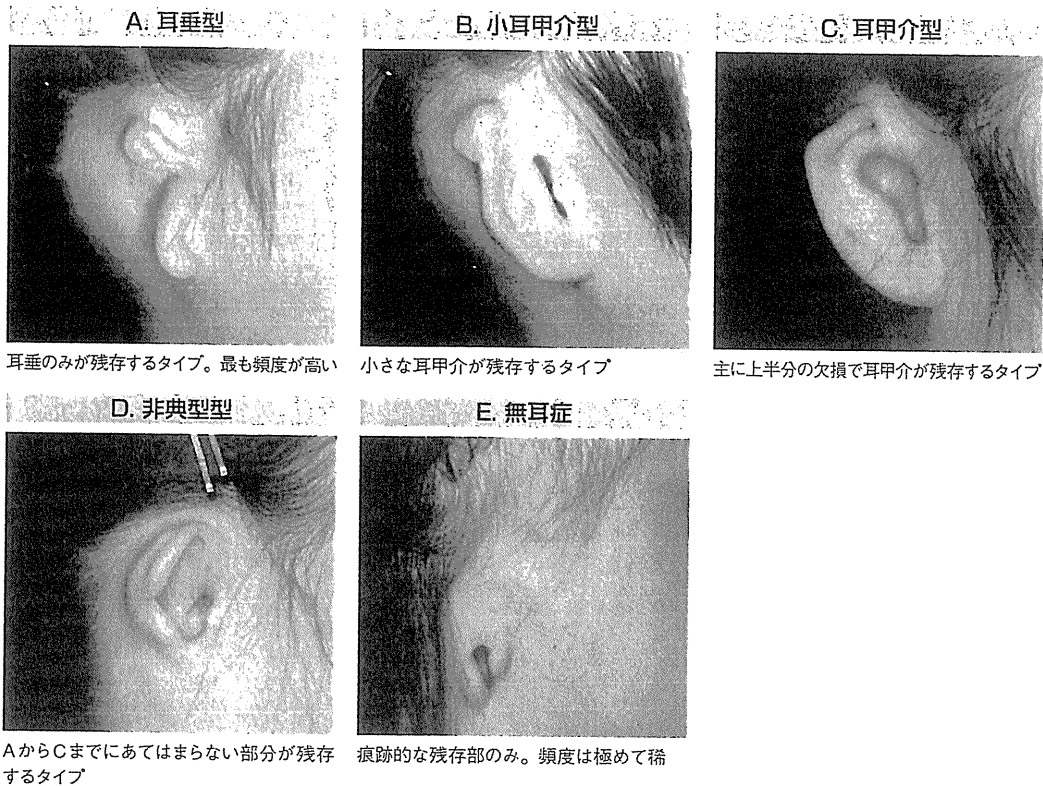 A. 耳垂型
B. 小耳甲介型
C. 耳甲介型
耳垂のみが残存するタイプ。最も頻度が高い
小さな耳甲介が残存するタイプ
主に上半分の欠損で耳甲介が残存するタイプ
D. 非典型型
E. 無耳症
AからCまでにあてはまらない部分が残存
するタイプ
痕跡的な残存部のみ。頻度は極めて稀